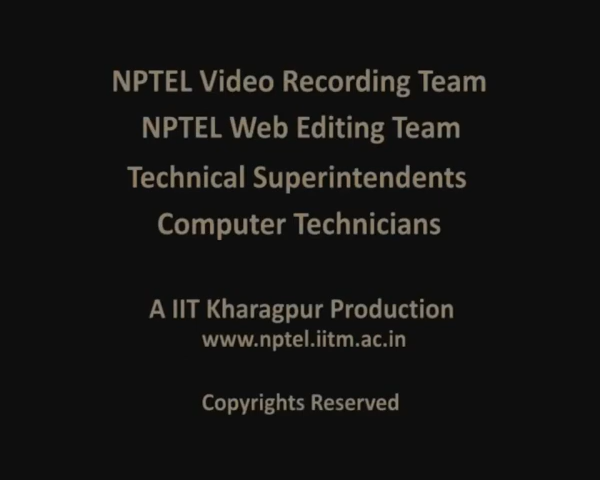 NPTEL Video Recording Team
NPTEL Web Editing Team
Technical Superintendents
Computer Technicians
A IIT Kharagpur Production
www.nptel.iitm.ac.in
Copyrights Reserved